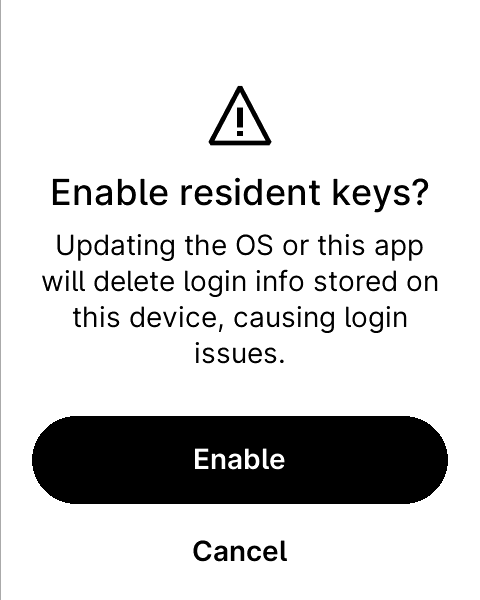 Enable resident keys?
Updating the OS or this app
will delete login info stored on
this device, causing login
issues.
Enable
Cancel